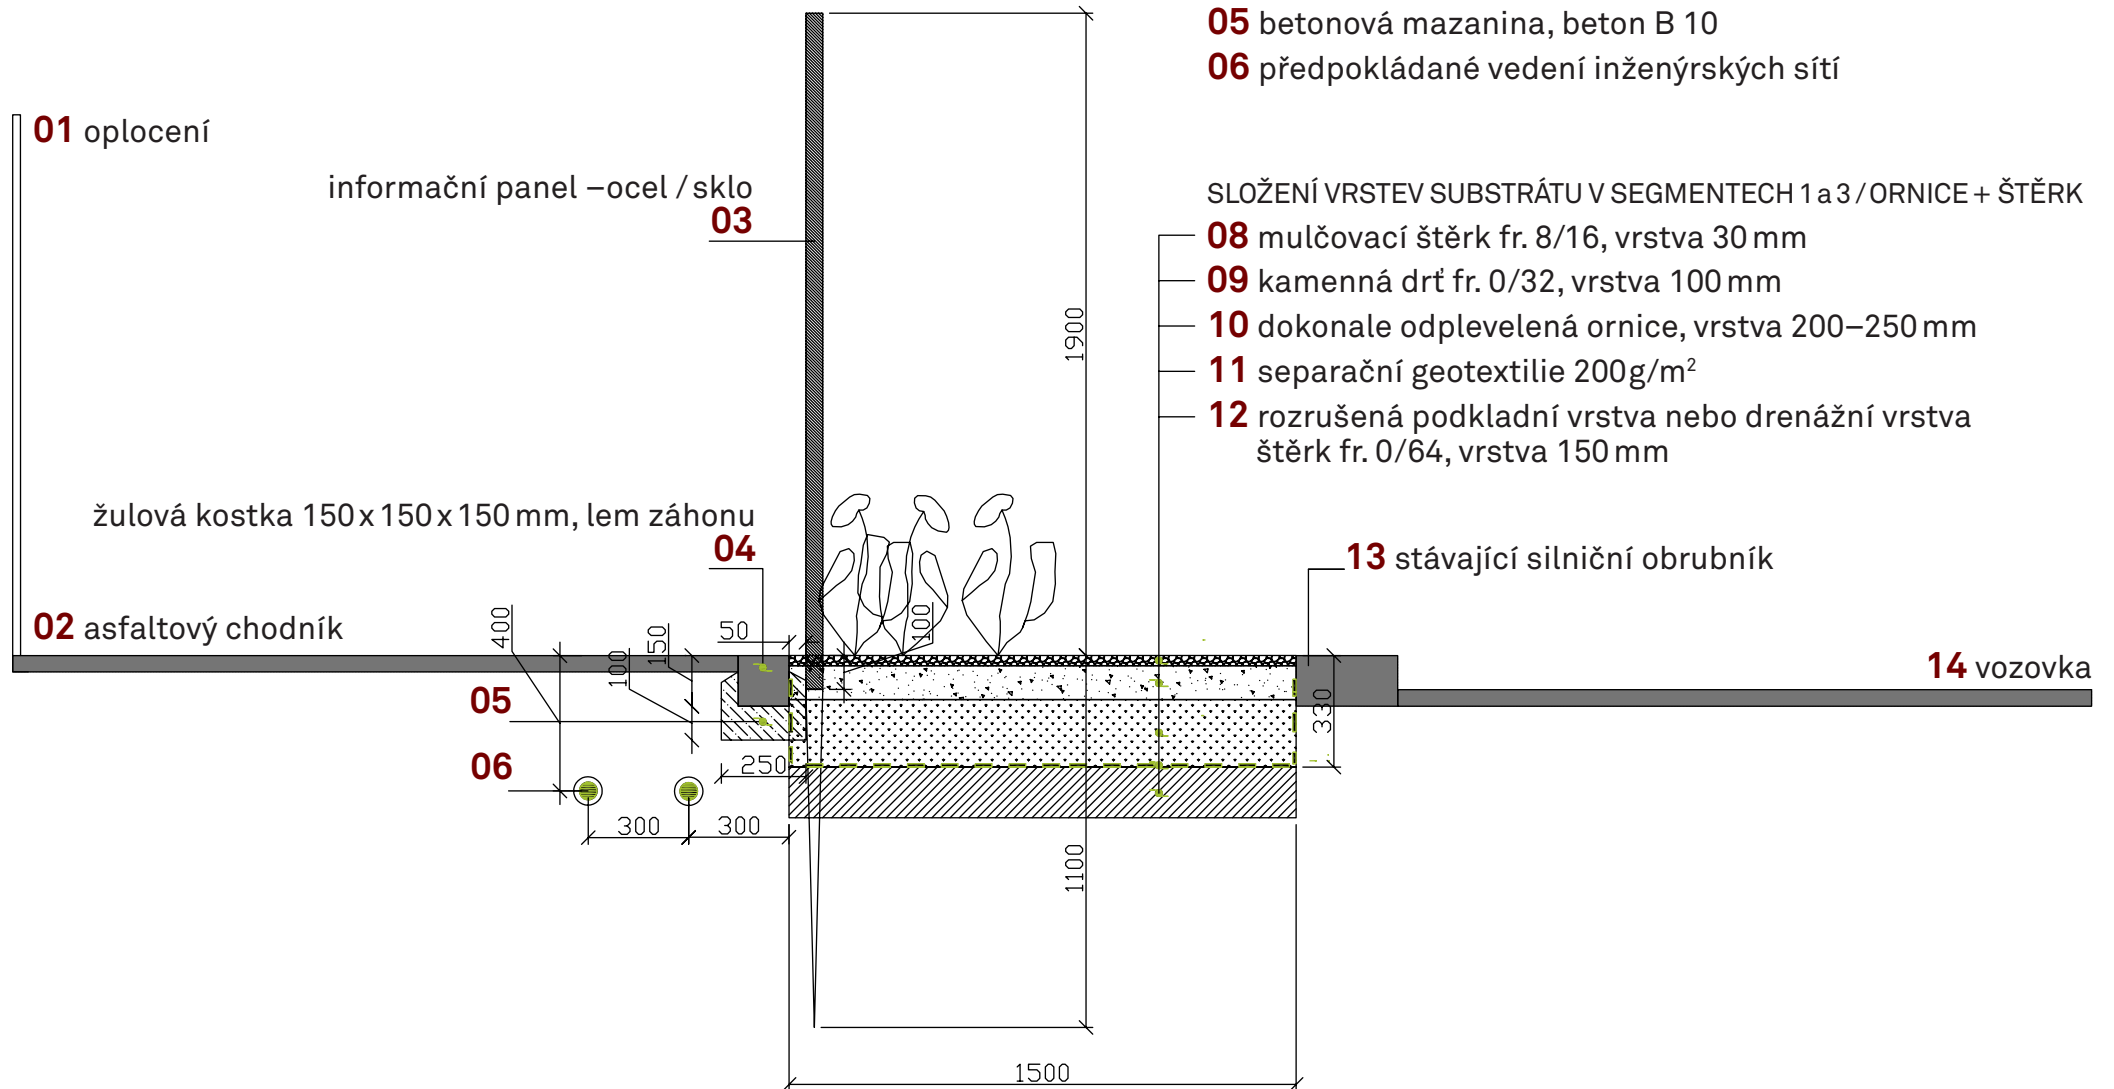 05 betonová mazanina, beton B 10
06 předpokládané vedení inženýrských sítí
01 oplocení
informační panel –ocel / sklo
03
SLOŽENÍ VRSTEV SUBSTRÁTU V SEGMENTECH 1 a 3 / ORNICE + ŠTĚRK
08 mulčovací štěrk fr. 8/16, vrstva 30 mm
09 kamenná drť fr. 0/32, vrstva 100 mm
10 dokonale odplevelená ornice, vrstva 200–250 mm
11 separační geotextilie 200g/m²
12 rozrušená podkladní vrstva nebo drenážní vrstva
štěrk fr. 0/64, vrstva 150 mm
1900
žulová kostka 150 x 150 x 150 mm, lem záhonu
04
13 stávající silniční obrubník
02 asfaltový chodník
400
100
150
50
100
14 vozovka
05
330
06
250
300
300
1100
1500